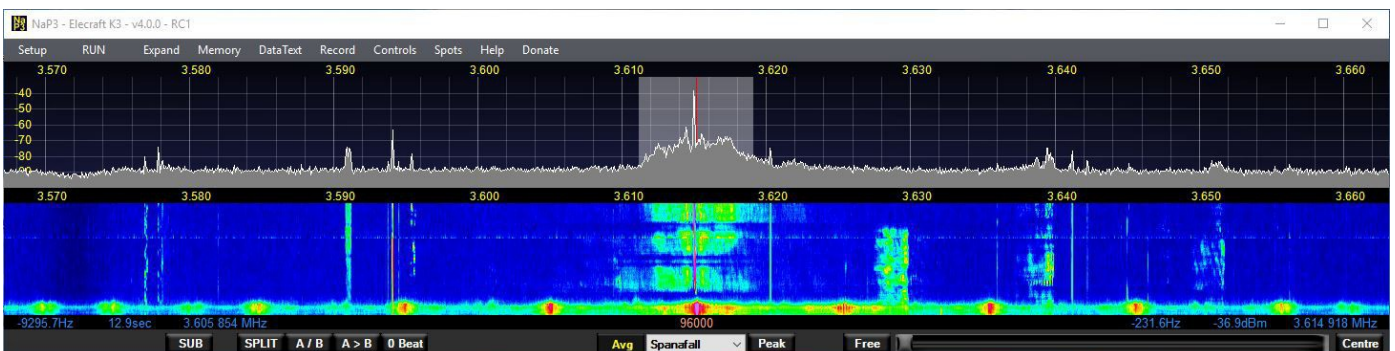 NaP3 NaP3 - Elecraft K3 - v4.0.0 - RC1
Setup RUN Expand Memory DataText Record Controls Spots Help Donate
3.570 3.580 3.590 3.600 3.610 3.620 3.630 3.640 3.650 3.660
-40
-50
-60
-70
-80
-90
3.570 3.580 3.590 3.600 3.610 3.620 3.630 3.640 3.650 3.660
-9295.7Hz 12.9sec 3.605 854 MHz 96000 -231.6Hz -36.9dBm 3.614 918 MHz
SUB SPLIT A / B A > B 0 Beat Avg Spanafall Peak Free Centre